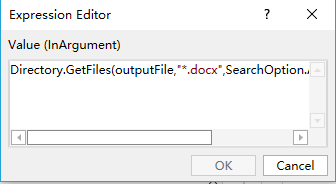 Expression Editor ? ×
Value (InArgument)
Directory.GetFiles(outputFile,"*.docx",SearchOption.
OK Cancel